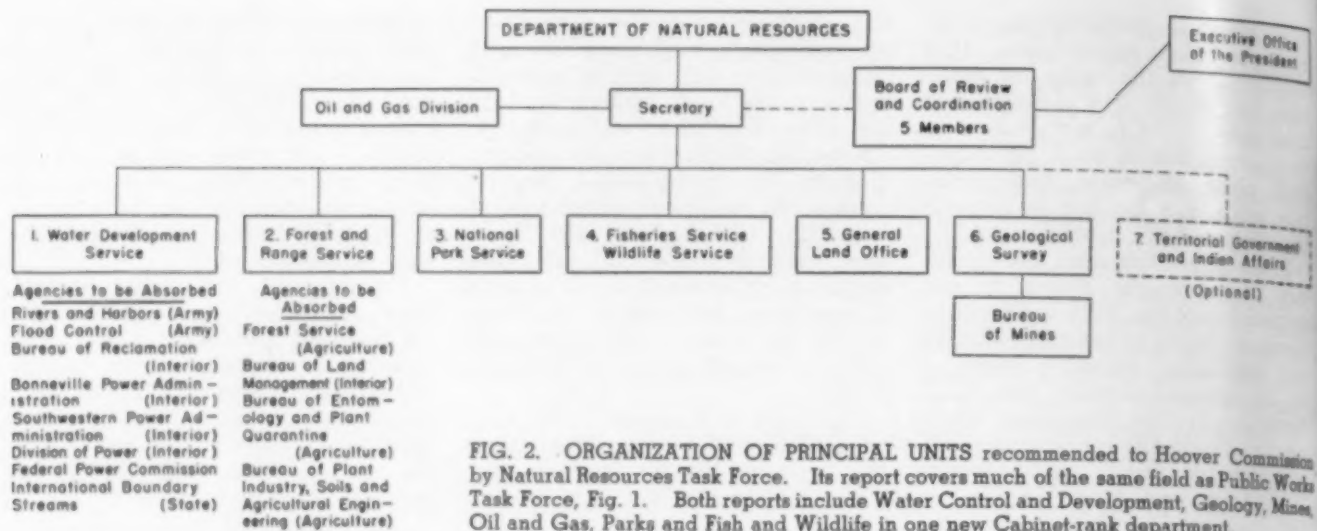 DEPARTMENT OF NATURAL RESOURCES
Executive Office
of the President
Oil and Gas Division
Secretary
Board of Review
and Coordination
5 Members
1. Water Development
Service
2. Forest and
Range Service
3. National
Park Service
4. Fisheries Service
Wildlife Service
5. General
Land Office
6. Geological
Survey
7. Territorial Government
and Indian Affairs
(Optional)
Bureau
of Mines
Agencies to be Absorbed
Rivers and Harbors (Army)
Flood Control (Army)
Bureau of Reclamation
(Interior)
Bonneville Power Admin-
istration (Interior)
Southwestern Power Ad-
ministration (Interior)
Division of Power (Interior)
Federal Power Commission
International Boundary
Streams (State)
Agencies to be
Absorbed
Forest Service
(Agriculture)
Bureau of Land
Management (Interior)
Bureau of Entom-
ology and Plant
Quarantine
(Agriculture)
Bureau of Plant
Industry, Soils and
Agricultural Engin-
eering (Agriculture)
FIG. 2. ORGANIZATION OF PRINCIPAL UNITS recommended to Hoover Commission
by Natural Resources Task Force. Its report covers much of the same field as Public Works
Task Force, Fig. 1. Both reports include Water Control and Development, Geology, Mines,
Oil and Gas, Parks and Fish and Wildlife in one new Cabinet-rank department.